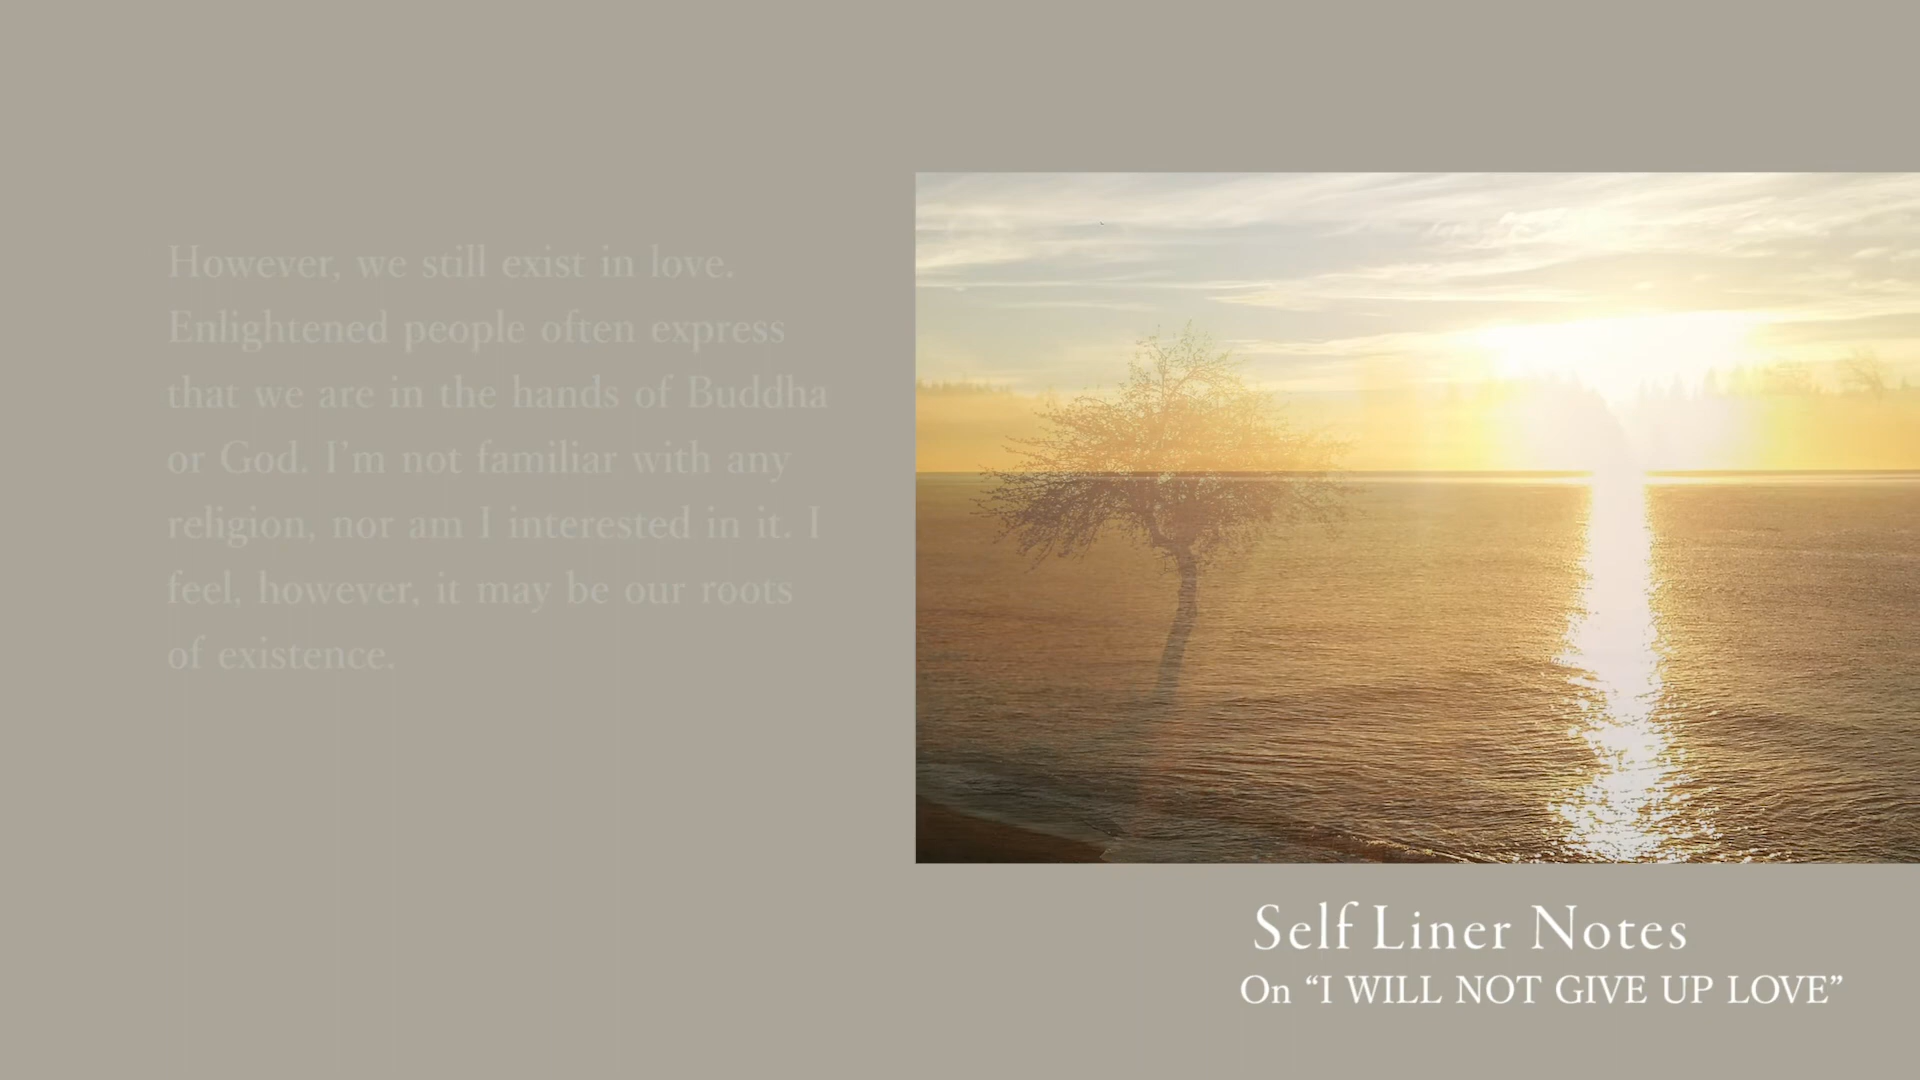 However, we still exist in love.
Enlightened people often express
that we are in the hands of Buddha
or God. I'm not familiar with any
religion, nor am I interested in it. I
feel, however, it may be our roots
of existence.
Self Liner Notes
On “I WILL NOT GIVE UP LOVE”